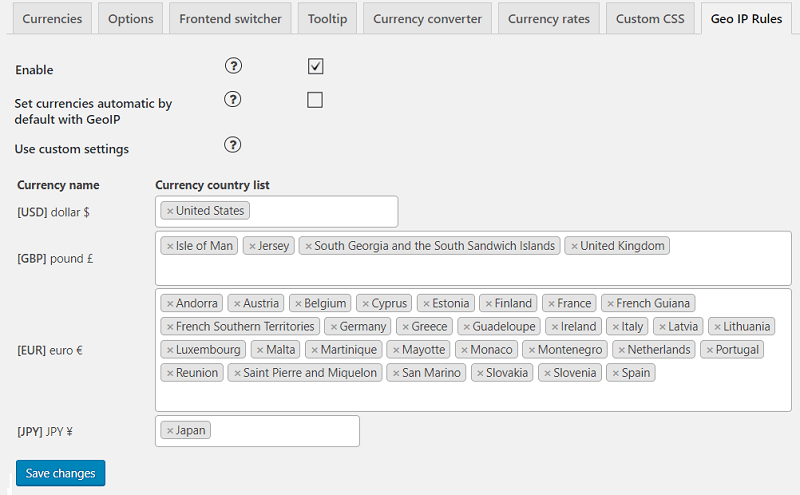 Currencies Options Frontend switcher Tooltip Currency converter Currency rates Custom CSS Geo IP Rules
Enable ?
Set currencies automatic by ?
default with GeoIP
Use custom settings ?
Currency name Currency country list
[USD] dollar $ × United States
× Isle of Man × Jersey × South Georgia and the South Sandwich Islands × United Kingdom
[GBP] pound £
× Andorra × Austria × Belgium × Cyprus × Estonia × Finland × France × French Guiana
× French Southern Territories × Germany × Greece × Guadeloupe × Ireland × Italy × Latvia × Lithuania
[EUR] euro € × Luxembourg × Malta × Martinique × Mayotte × Monaco × Montenegro × Netherlands × Portugal
× Reunion × Saint Pierre and Miquelon × San Marino × Slovakia × Slovenia × Spain
[JPY] JPY ¥ × Japan
Save changes